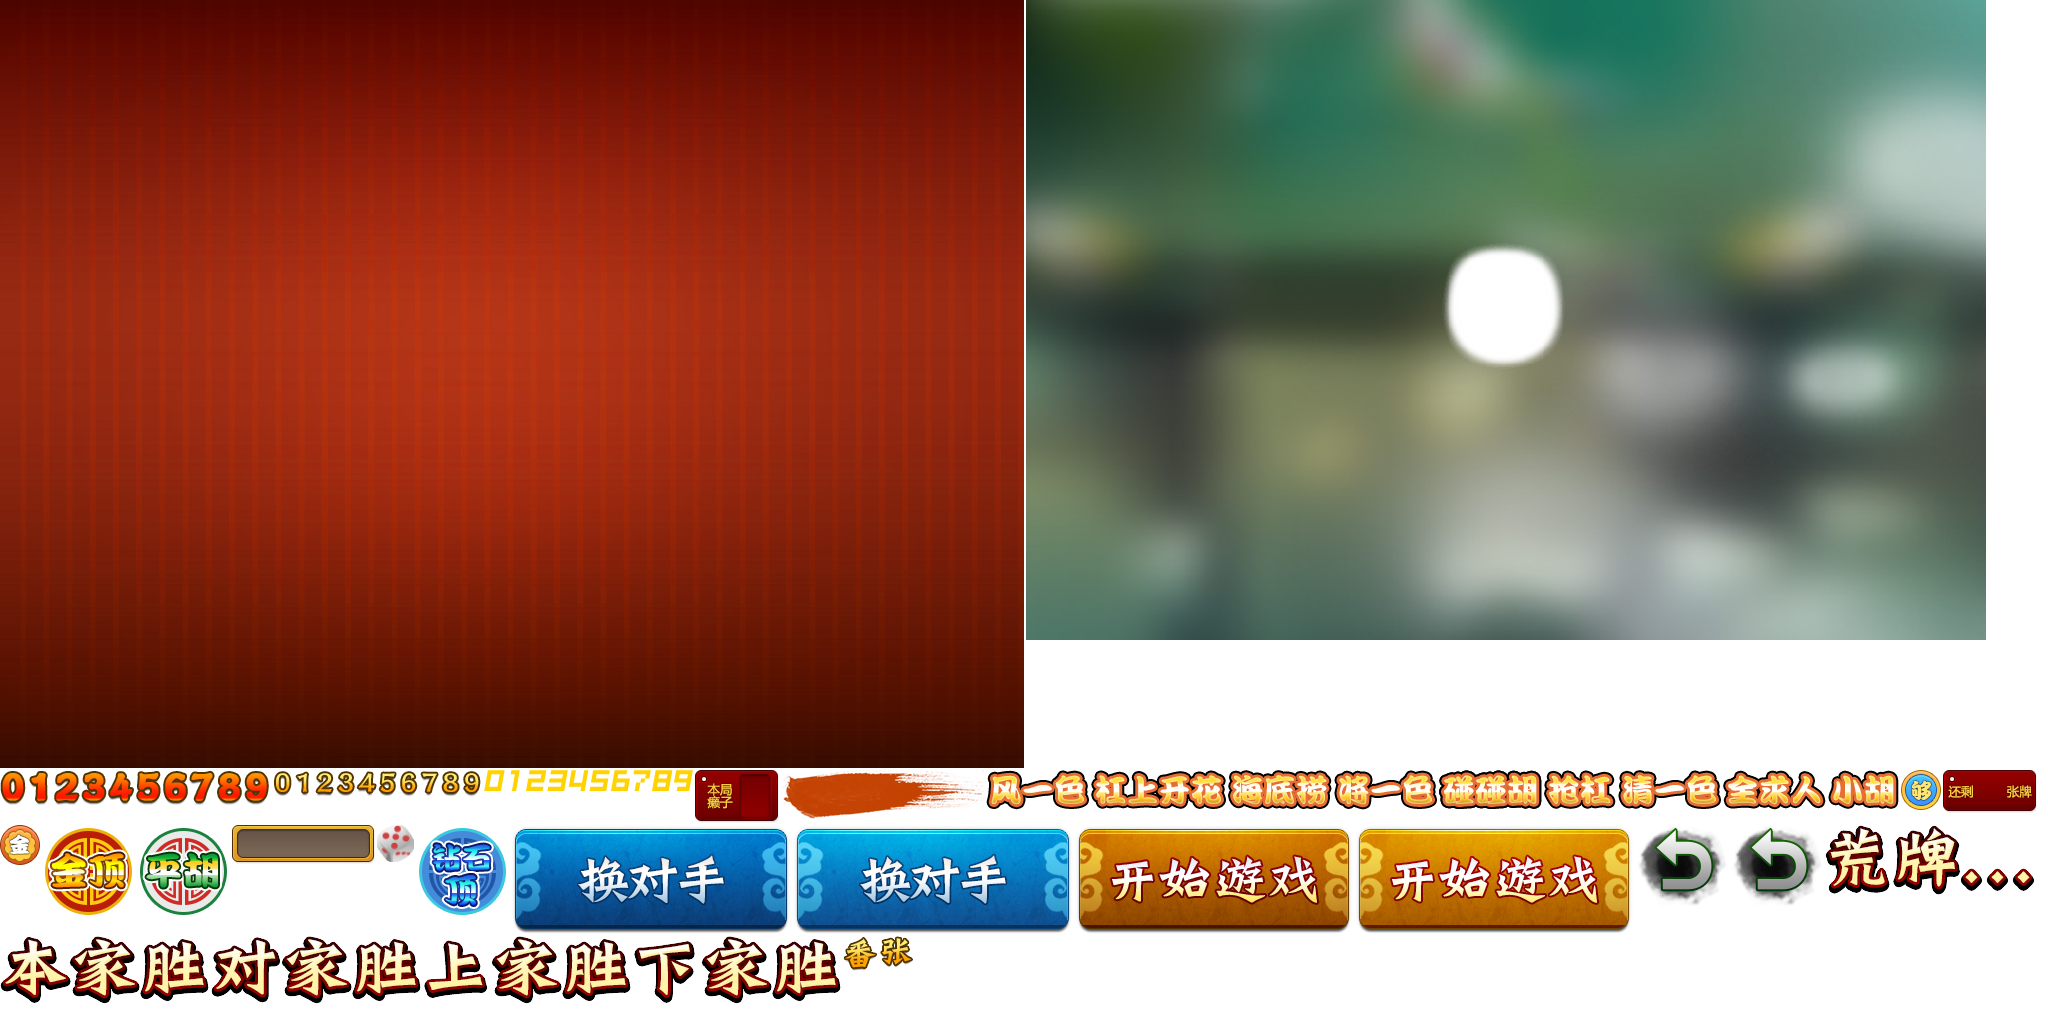 0123456789 0123456789 0123456789 本局 风一色 杠上开花 海底捞 将一色 碰碰胡 抢杠 清一色 全求人 小胡 够 还剩 张牌
癞子
金 金顶 平胡 钻石 换对手 换对手 开始遊戏 开始遊戏 荒牌...
顶
本家胜对家胜上家胜下家胜 番 张